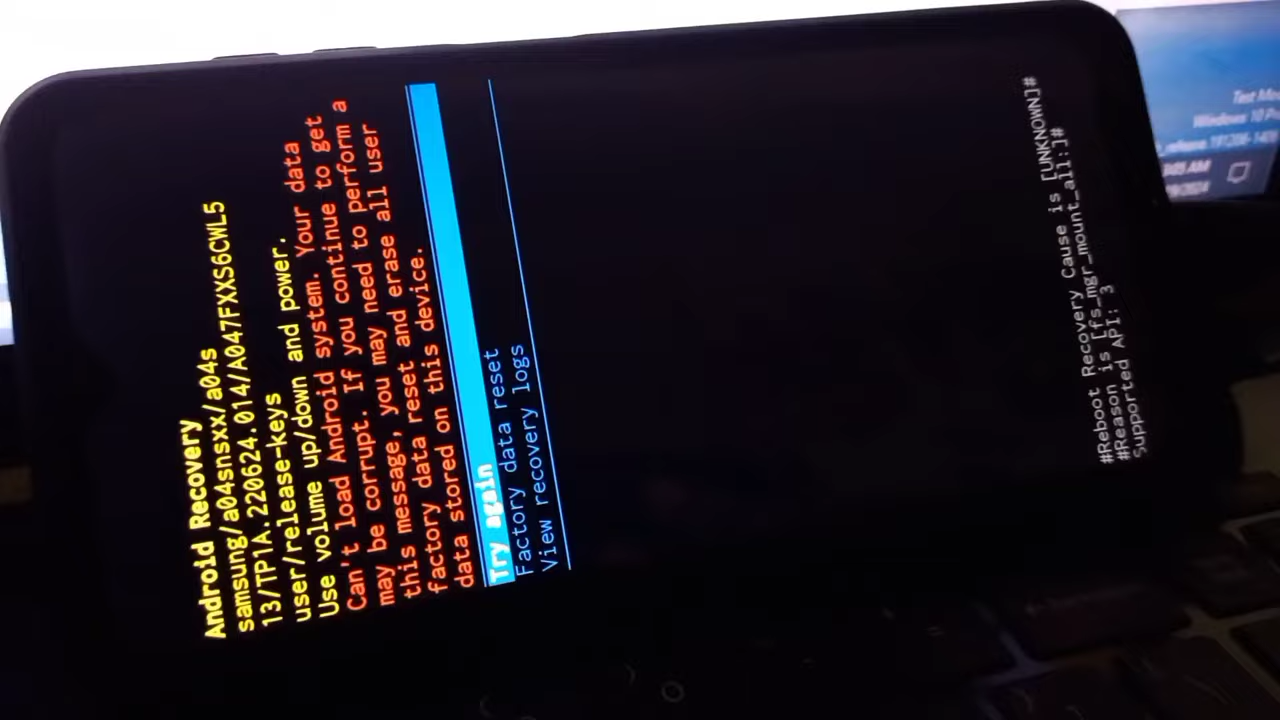 Android Recovery
samsung/a04snsxx/a04s
13/TP1A.220624.014/A047FXXS6CWL5
user/release-keys
Use volume up/down and power.
Can't load Android system. Your data
may be corrupt. If you continue to get
this message, you may need to perform a
factory data reset and erase all user
data stored on this device.
Try again
Factory data reset
View recovery logs
#Reboot Recovery Cause is [UNKNOWN]#
#Reason is [fs_mgr_mount_all:]#
Supported API: 3
Windows 10 P